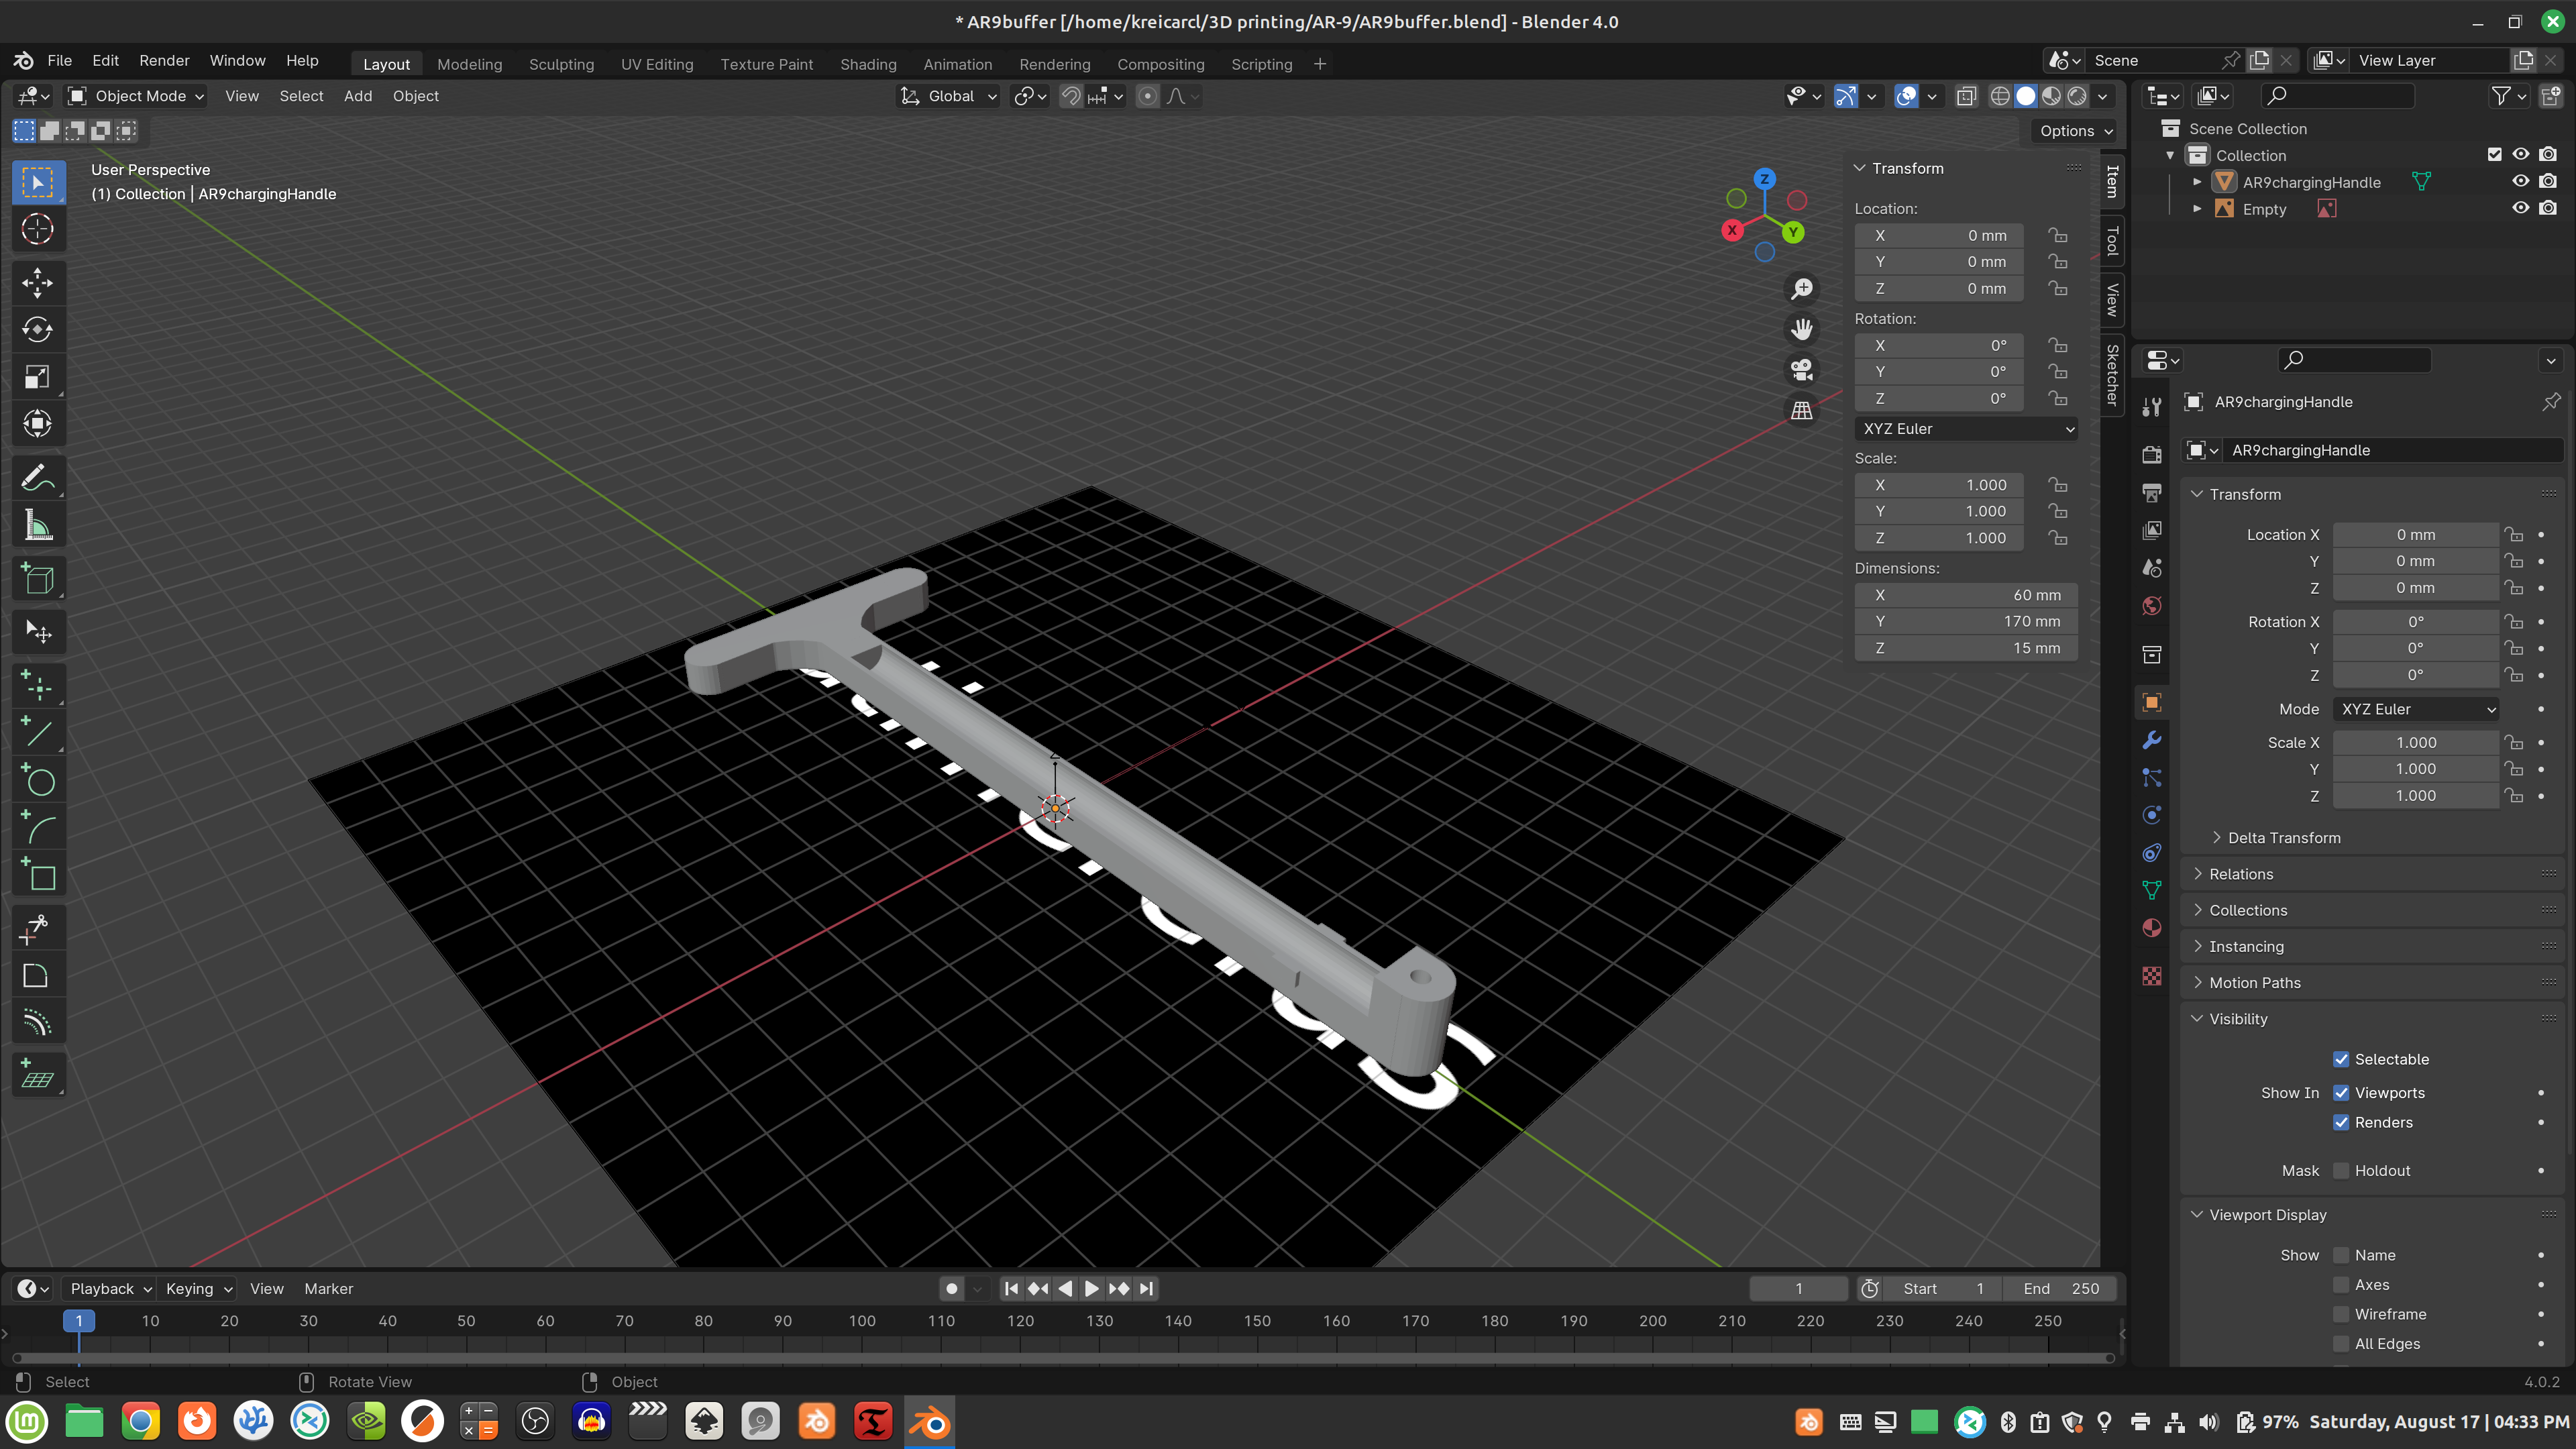 * AR9buffer [/home/kreicarcl/3D printing/AR-9/AR9buffer.blend] - Blender 4.0
File Edit Render Window Help Layout Modeling Sculpting UV Editing Texture Paint Shading Animation Rendering Compositing Scripting + Scene View Layer
Object Mode View Select Add Object Global
Options
User Perspective
(1) Collection | AR9chargingHandle
Z
X
Y
Z
Transform
Location:
X 0 mm
Y 0 mm
Z 0 mm
Rotation:
X 0°
Y 0°
Z 0°
XYZ Euler
Scale:
X 1.000
Y 1.000
Z 1.000
Dimensions:
X 60 mm
Y 170 mm
Z 15 mm
Item
Tool
View
Sketcher
Scene Collection
Collection
AR9chargingHandle
Empty
AR9chargingHandle
AR9chargingHandle
Transform
Location X 0 mm
Y 0 mm
Z 0 mm
Rotation X 0°
Y 0°
Z 0°
Mode XYZ Euler
Scale X 1.000
Y 1.000
Z 1.000
Delta Transform
Relations
Collections
Instancing
Motion Paths
Visibility
Selectable
Show In Viewports
Renders
Mask Holdout
Viewport Display
Show Name
Axes
Wireframe
All Edges
Playback Keying View Marker 1 Start 1 End 250
1 10 20 30 40 50 60 70 80 90 100 110 120 130 140 150 160 170 180 190 200 210 220 230 240 250
Select Rotate View Object 4.0.2
97% Saturday, August 17 | 04:33 PM